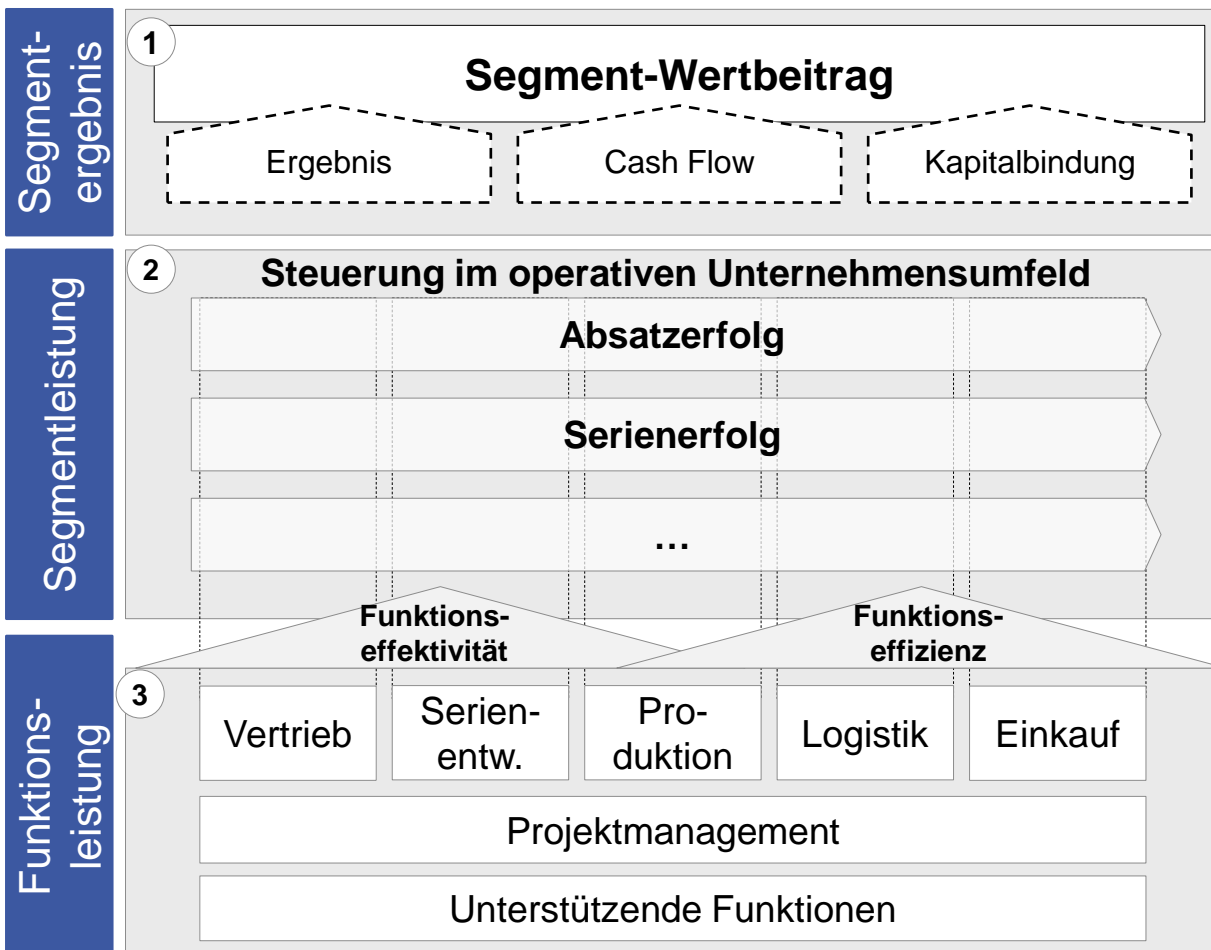 Segment-
ergebnis
1
Segment-Wertbeitrag
Ergebnis
Cash Flow
Kapitalbindung
Segmentleistung
2
Steuerung im operativen Unternehmensumfeld
Absatzerfolg
Serienerfolg
...
Funktions-
effektivität
Funktions-
effizienz
Funktions-
leistung
3
Vertrieb
Serien-
entw.
Pro-
duktion
Logistik
Einkauf
Projektmanagement
Unterstützende Funktionen